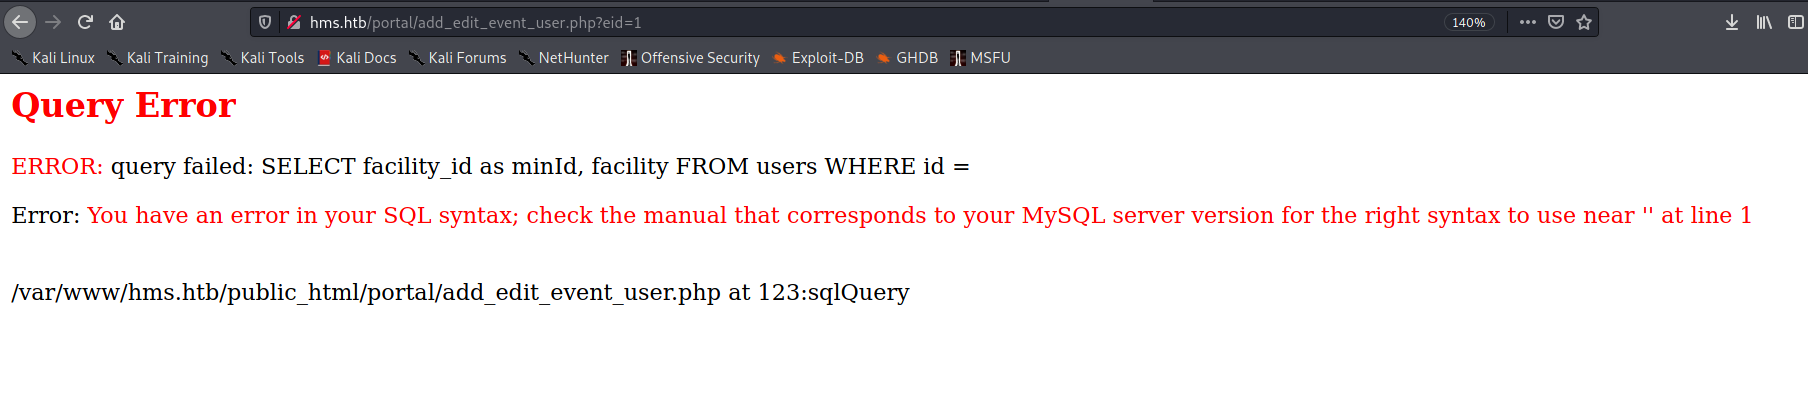 hms.htb/portal/add_edit_event_user.php?eid=1 140%
Kali Linux Kali Training Kali Tools Kali Docs Kali Forums NetHunter Offensive Security Exploit-DB GHDB MSFU
Query Error
ERROR: query failed: SELECT facility_id as minId, facility FROM users WHERE id =
Error: You have an error in your SQL syntax; check the manual that corresponds to your MySQL server version for the right syntax to use near '' at line 1
/var/www/hms.htb/public_html/portal/add_edit_event_user.php at 123:sqlQuery